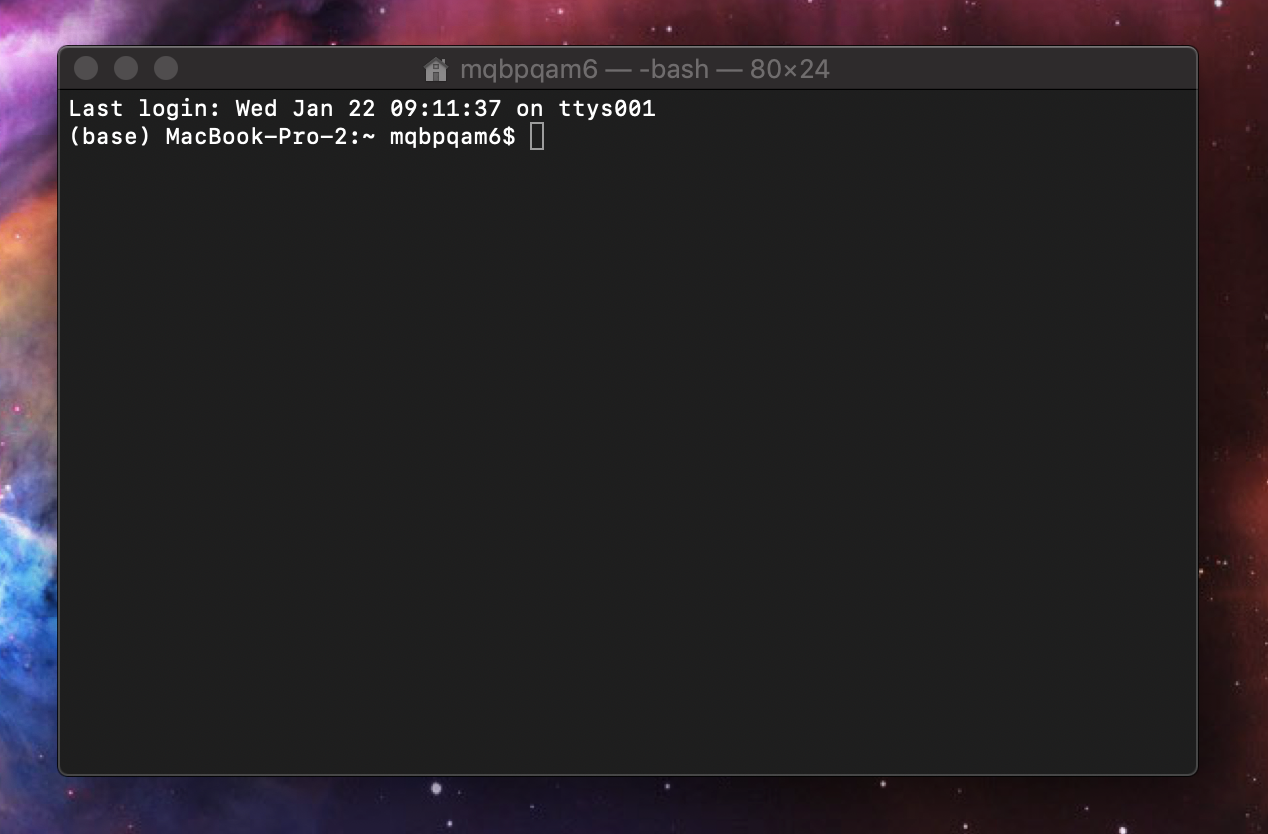 mqbpqam6 — -bash — 80×24
Last login: Wed Jan 22 09:11:37 on ttys001
(base) MacBook-Pro-2:~ mqbpqam6$